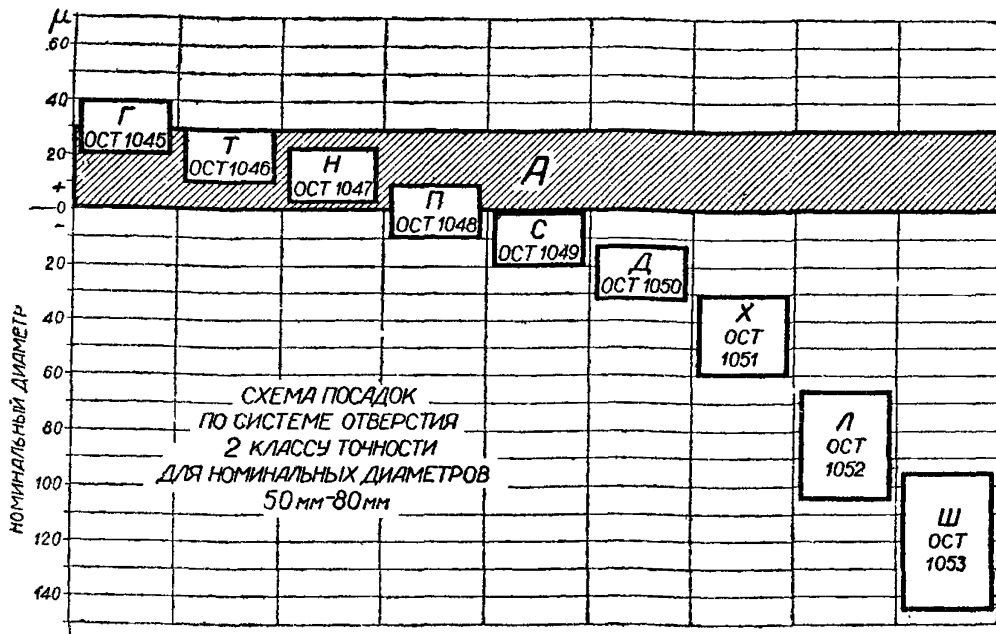 μ
60
40
20
+
0
-
20
40
60
80
100
120
140
НОМИНАЛЬНЫЙ ДИАМЕТР
Г
ОСТ 1045
Т
ОСТ 1046
Н
ОСТ 1047
А
П
ОСТ 1048
С
ОСТ 1049
Д
ОСТ 1050
Х
ОСТ
1051
Л
ОСТ
1052
Ш
ОСТ
1053
СХЕМА ПОСАДОК
ПО СИСТЕМЕ ОТВЕРСТИЯ
2 КЛАССУ ТОЧНОСТИ
ДЛЯ НОМИНАЛЬНЫХ ДИАМЕТРОВ
50 мм-80 мм